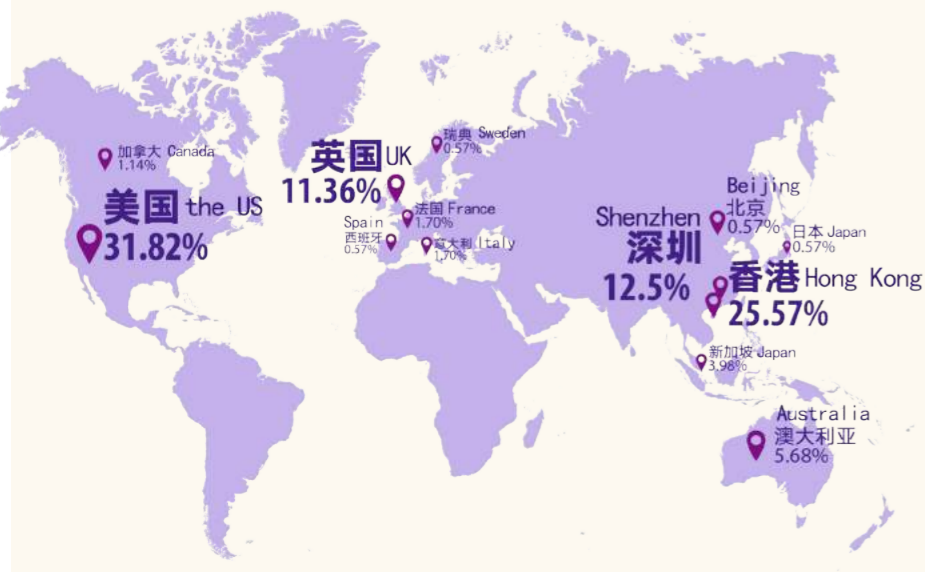 加拿大 Canada
1.14%
美国 the US
31.82%
英国 UK
11.36%
瑞典 Sweden
0.57%
法国 France
1.70%
Spain
西班牙
0.57%
意大利 Italy
1.70%
Shenzhen
深圳
12.5%
Beijing
北京
0.57%
日本 Japan
0.57%
香港 Hong Kong
25.57%
新加坡 Japan
3.98%
Australia
澳大利亚
5.68%